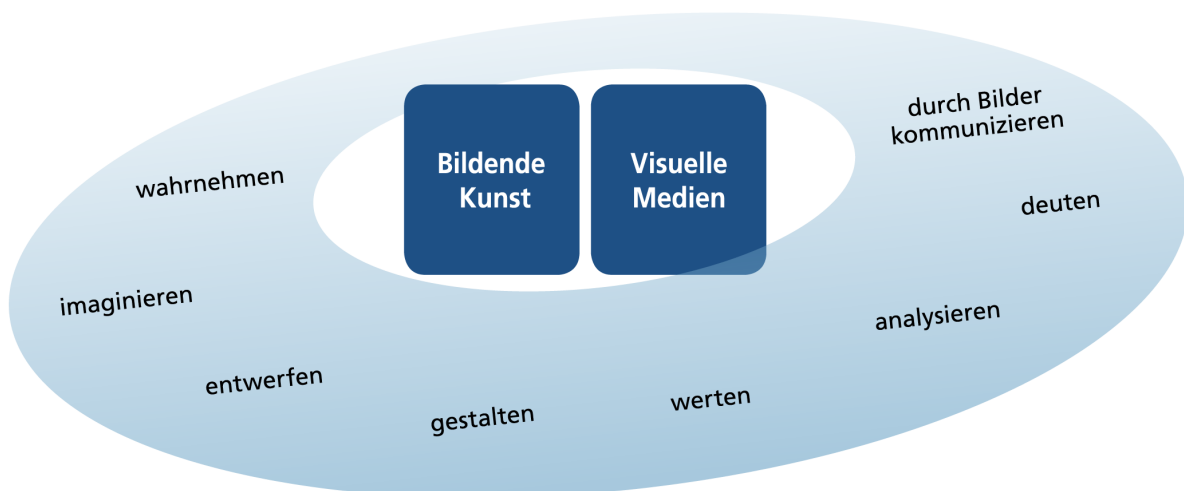 Bildende
Kunst
Visuelle
Medien
durch Bilder
kommunizieren
wahrnehmen
deuten
imaginieren
analysieren
entwerfen
werten
gestalten